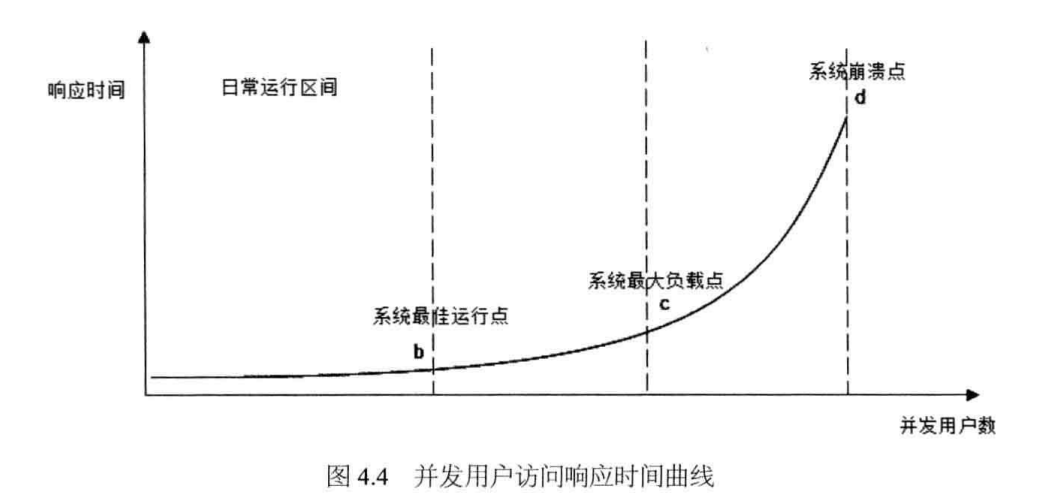 系统崩溃点
响应时间
日常运行区间
d
系统最大负载点
c
系统最佳运行点
b
并发用户数
图 4.4 并发用户访问响应时间曲线